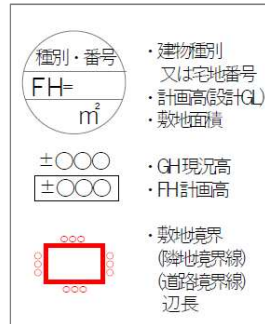 種別・番号
FH=
㎡
・建物種別
又は宅地番号
・計画高(設計GL)
・敷地面積
±○○○
±○○○
・GH現況高
・FH計画高
○○○
○○○
○○○
○○○
・敷地境界
(隣地境界線)
(道路境界線)
辺長